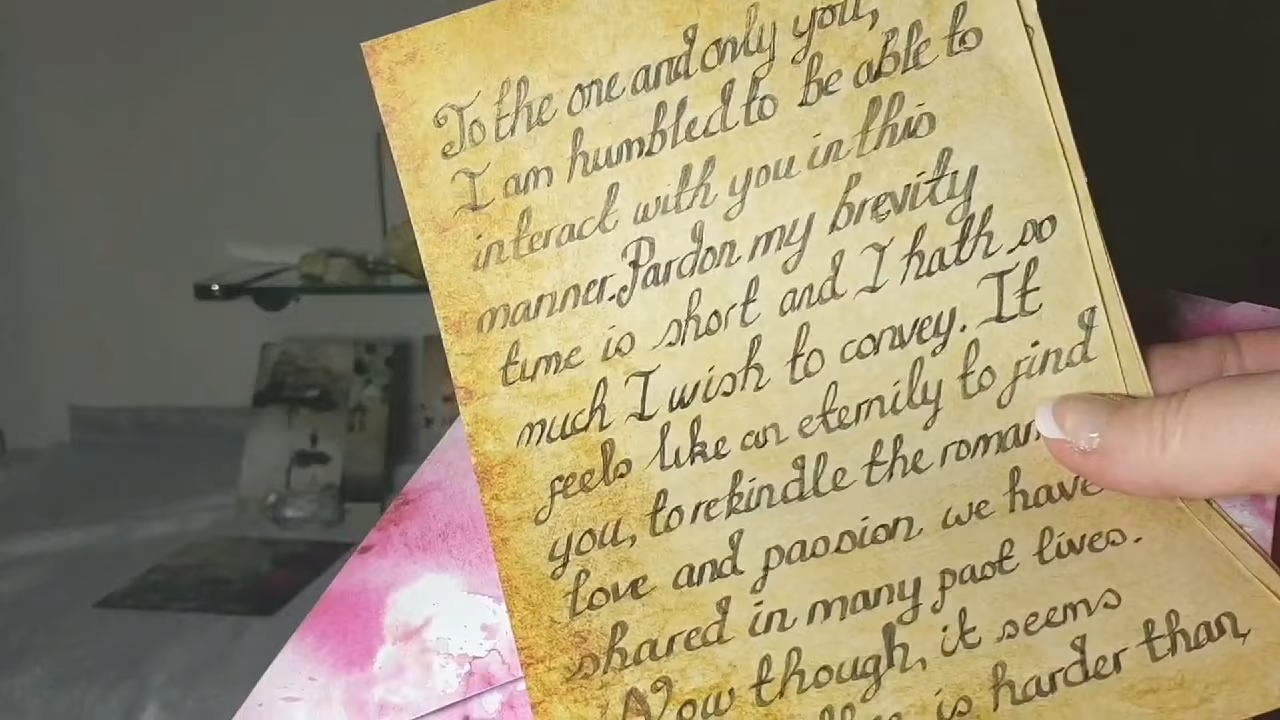 To the one and only you,
I am humbled to be able to
interact with you in this
manner. Pardon my brevity
time is short and I hath so
much I wish to convey. It
feels like an eternity to find
you, to rekindle the roman
love and passion we have
shared in many past lives.
Now though, it seems
is harder than,